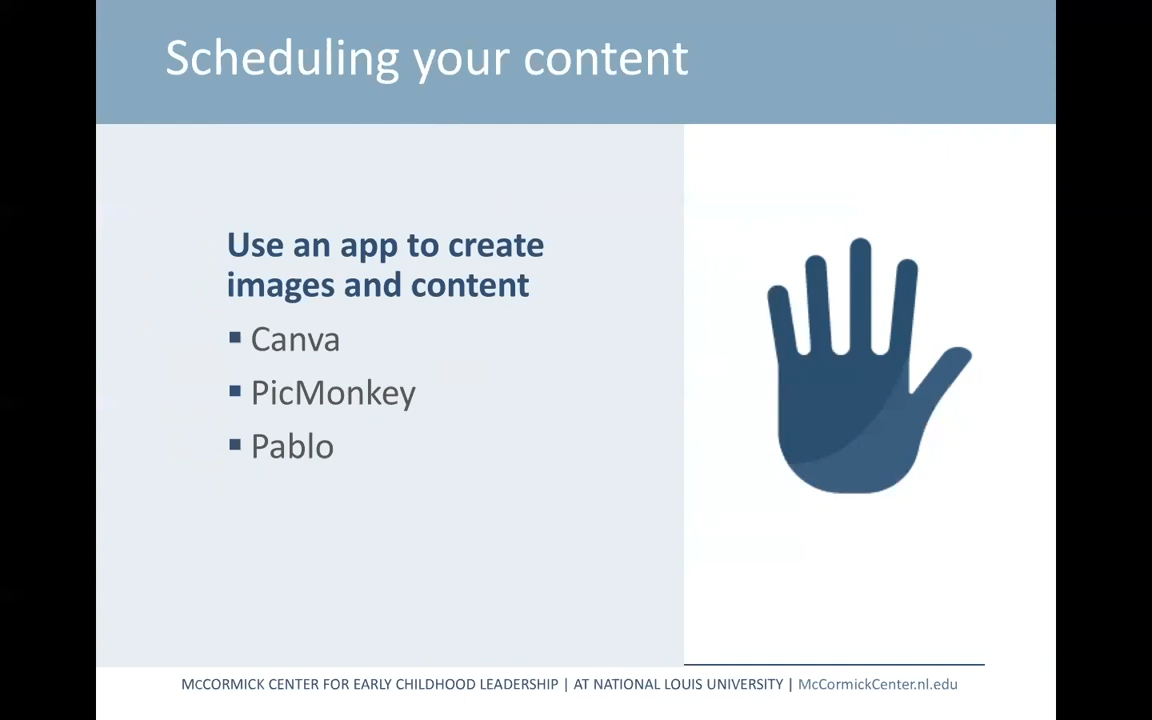 Scheduling your content
Use an app to create
images and content
▪ Canva
▪ PicMonkey
▪ Pablo
McCORMICK CENTER FOR EARLY CHILDHOOD LEADERSHIP | AT NATIONAL LOUIS UNIVERSITY | McCormickCenter.nl.edu